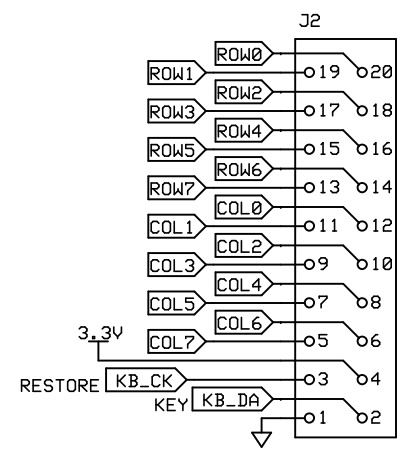 J2
ROW0
ROW1 19 20
ROW2
ROW3 17 18
ROW4
ROW5 15 16
ROW6
ROW7 13 14
COL0
COL1 11 12
COL2
COL3 9 10
COL4
COL5 7 8
COL6
3.3V
COL7 5 6
RESTORE KB_CK 3 4
KEY KB_DA
1 2